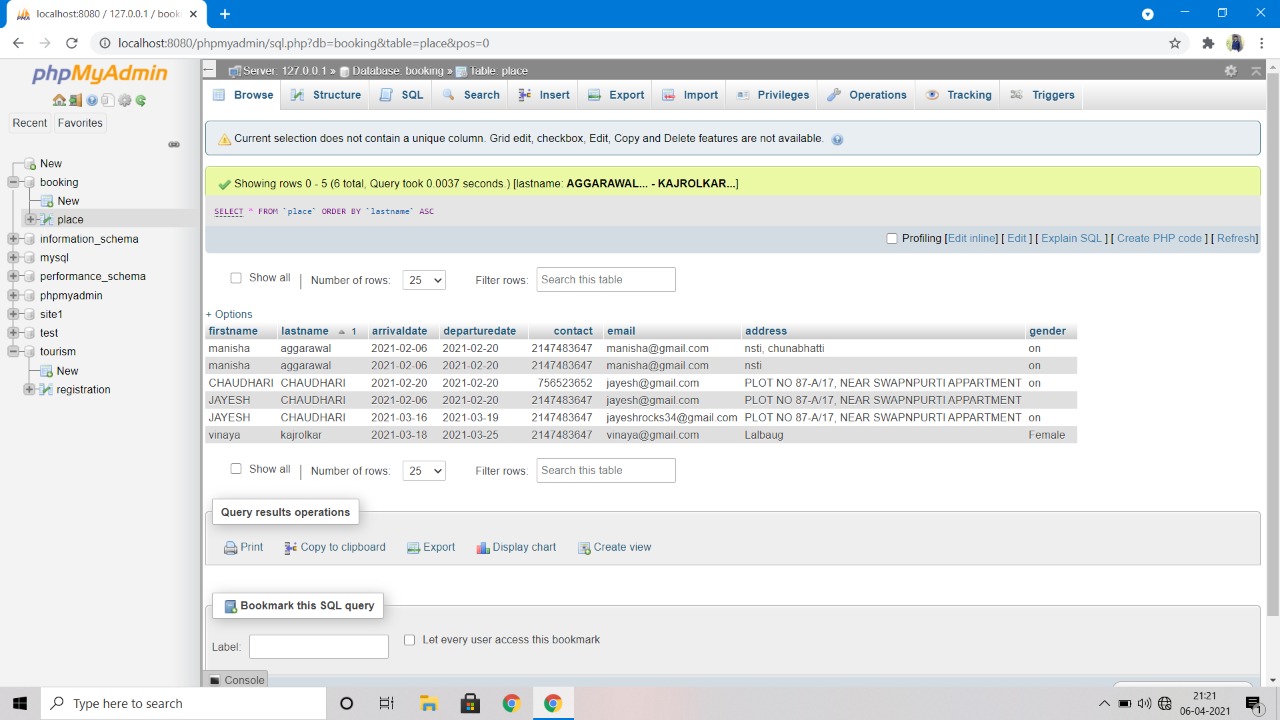 localhost:8080 / 127.0.0.1 / book
localhost:8080/phpmyadmin/sql.php?db=booking&table=place&pos=0
phpMyAdmin
Recent Favorites
New
booking
New
place
information_schema
mysql
performance_schema
phpmyadmin
site1
test
tourism
New
registration
Server: 127.0.0.1 » Database: booking » Table: place
Browse Structure SQL Search Insert Export Import Privileges Operations Tracking Triggers
Current selection does not contain a unique column. Grid edit, checkbox, Edit, Copy and Delete features are not available.
Showing rows 0 - 5 (6 total, Query took 0.0037 seconds.) [lastname: AGGARAWAL... - KAJROLKAR...]
SELECT * FROM `place` ORDER BY `lastname` ASC
Profiling [Edit inline] [ Edit ] [ Explain SQL ] [ Create PHP code ] [ Refresh]
Show all | Number of rows: 25 Filter rows: Search this table
+ Options
firstname lastname 1 arrivaldate departuredate contact email address gender
manisha aggarawal 2021-02-06 2021-02-20 2147483647 manisha@gmail.com nsti, chunabhatti on
manisha aggarawal 2021-02-06 2021-02-20 2147483647 manisha@gmail.com nsti on
CHAUDHARI CHAUDHARI 2021-02-20 2021-02-20 756523652 jayesh@gmail.com PLOT NO 87-A/17, NEAR SWAPNPURTI APPARTMENT on
JAYESH CHAUDHARI 2021-02-06 2021-02-20 2147483647 jayesh@gmail.com PLOT NO 87-A/17, NEAR SWAPNPURTI APPARTMENT
JAYESH CHAUDHARI 2021-03-16 2021-03-19 2147483647 jayeshrocks34@gmail.com PLOT NO 87-A/17, NEAR SWAPNPURTI APPARTMENT on
vinaya kajrolkar 2021-03-18 2021-03-25 2147483647 vinaya@gmail.com Lalbaug Female
Show all | Number of rows: 25 Filter rows: Search this table
Query results operations
Print Copy to clipboard Export Display chart Create view
Bookmark this SQL query
Label: Let every user access this bookmark
Console
Type here to search
21:21
06-04-2021
1